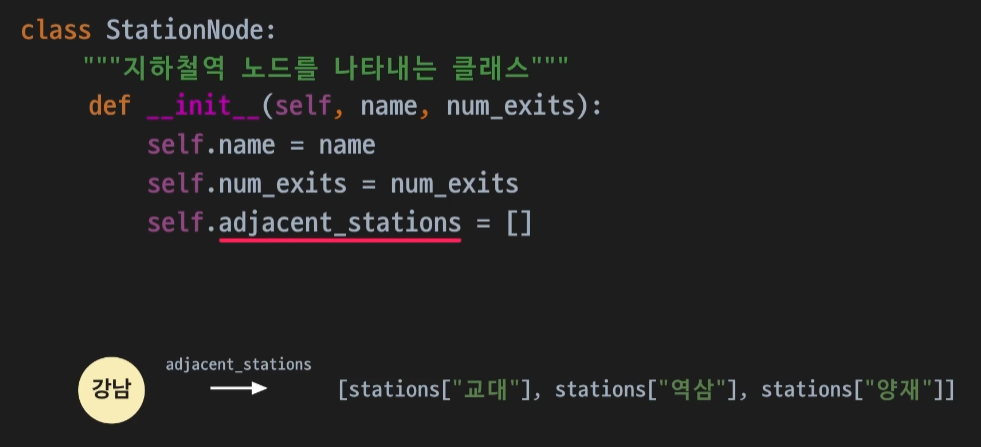 class StationNode:
"""지하철역 노드를 나타내는 클래스"""
def __init__(self, name, num_exits):
self.name = name
self.num_exits = num_exits
self.adjacent_stations = []
adjacent_stations
강남
[stations["교대"], stations["역삼"], stations["양재"]]